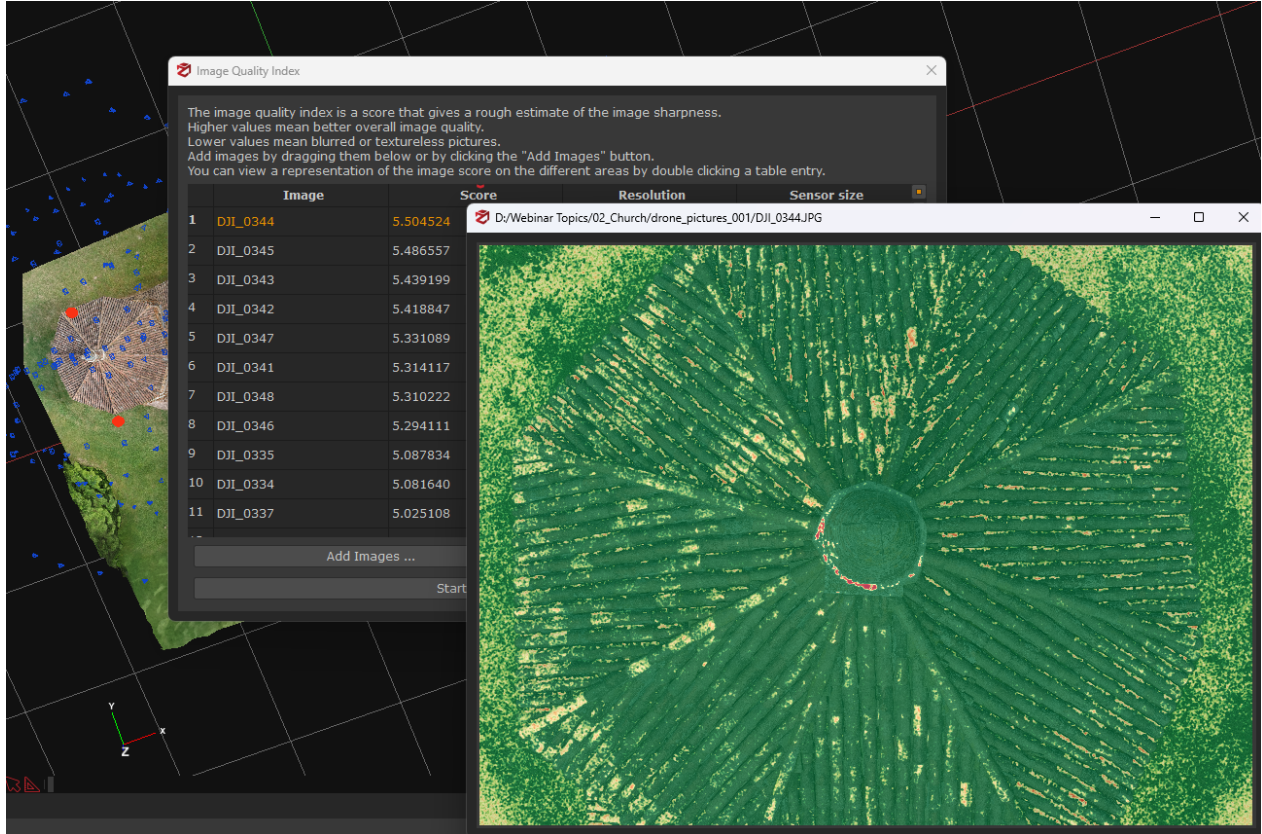 Image Quality Index
The image quality index is a score that gives a rough estimate of the image sharpness.
Higher values mean better overall image quality.
Lower values mean blurred or textureless pictures.
Add images by dragging them below or by clicking the "Add Images" button.
You can view a representation of the image score on the different areas by double clicking a table entry.
Image Score Resolution Sensor size
1 DJI_0344 5.504524
D:/Webinar Topics/02_Church/drone_pictures_001/DJI_0344.JPG
2 DJI_0345 5.486557
3 DJI_0343 5.439199
4 DJI_0342 5.418847
5 DJI_0347 5.331089
6 DJI_0341 5.314117
7 DJI_0348 5.310222
8 DJI_0346 5.294111
9 DJI_0335 5.087834
10 DJI_0334 5.081640
11 DJI_0337 5.025108
Add Images ...
Start
Y
X
Z